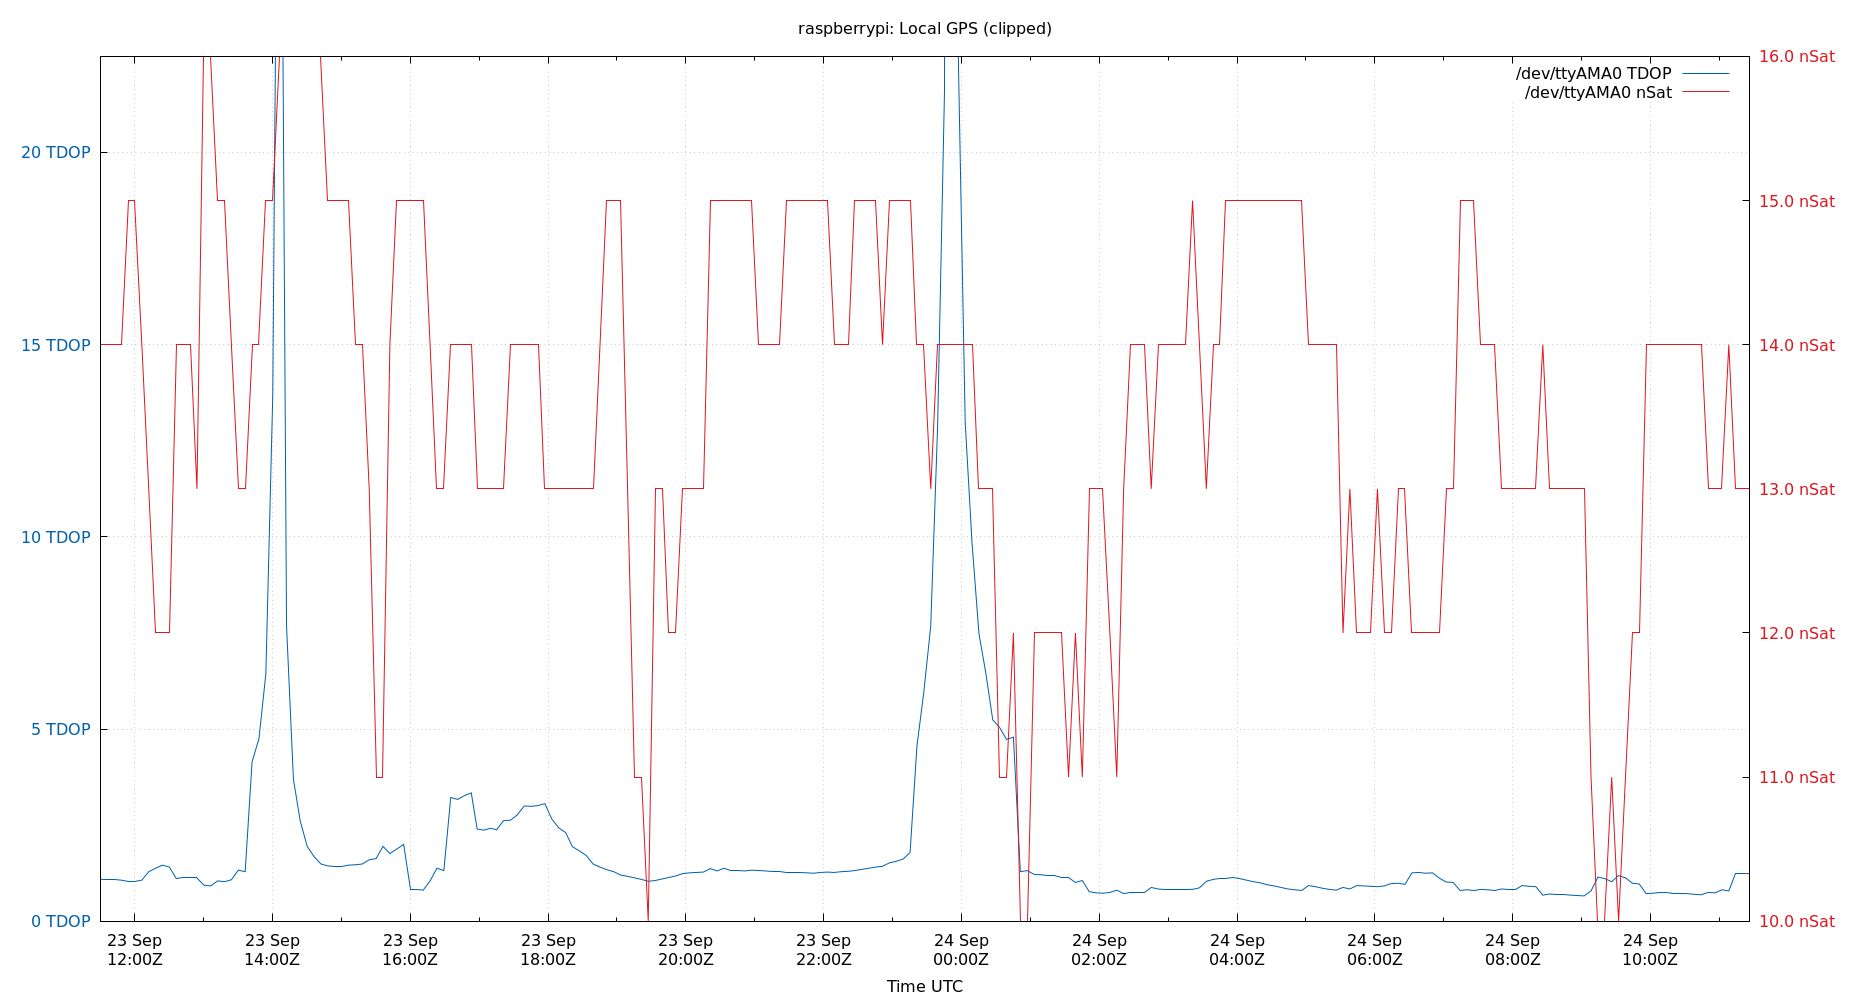 raspberrypi: Local GPS (clipped)
/dev/ttyAMA0 TDOP
/dev/ttyAMA0 nSat
20 TDOP
15 TDOP
10 TDOP
5 TDOP
0 TDOP
16.0 nSat
15.0 nSat
14.0 nSat
13.0 nSat
12.0 nSat
11.0 nSat
10.0 nSat
23 Sep
12:00Z
23 Sep
14:00Z
23 Sep
16:00Z
23 Sep
18:00Z
23 Sep
20:00Z
23 Sep
22:00Z
24 Sep
00:00Z
24 Sep
02:00Z
24 Sep
04:00Z
24 Sep
06:00Z
24 Sep
08:00Z
24 Sep
10:00Z
Time UTC